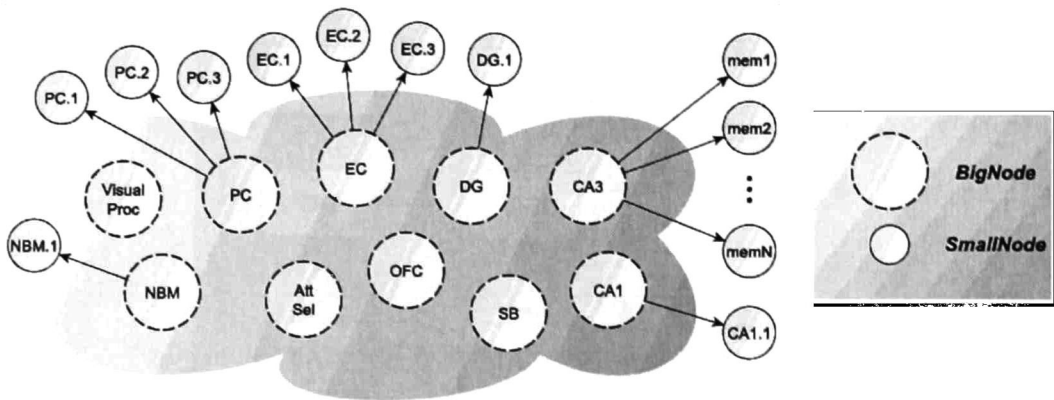 EC.2
EC.1
EC.3
PC.2
PC.3
DG.1
mem1
PC.1
mem2
EC
Visual
Proc
PC
DG
CA3
BigNode
NBM.1
memN
SmallNode
OFC
NBM
Att
Sel
CA1
SB
CA1.1